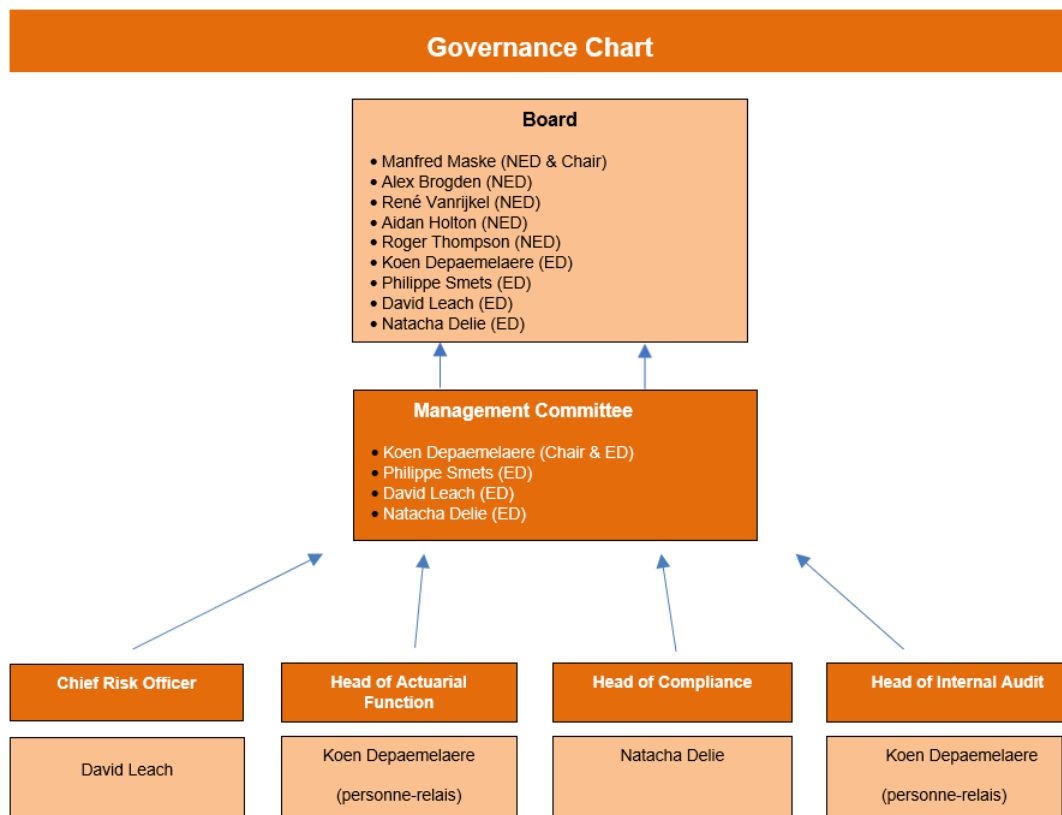 Governance Chart
Board
• Manfred Maske (NED & Chair)
• Alex Brogden (NED)
• René Vanrijkel (NED)
• Aidan Holton (NED)
• Roger Thompson (NED)
• Koen Depaemelaere (ED)
• Philippe Smets (ED)
• David Leach (ED)
• Natacha Delie (ED)
Management Committee
• Koen Depaemelaere (Chair & ED)
• Philippe Smets (ED)
• David Leach (ED)
• Natacha Delie (ED)
Chief Risk Officer
David Leach
Head of Actuarial
Function
Koen Depaemelaere
(personne-relais)
Head of Compliance
Natacha Delie
Head of Internal Audit
Koen Depaemelaere
(personne-relais)